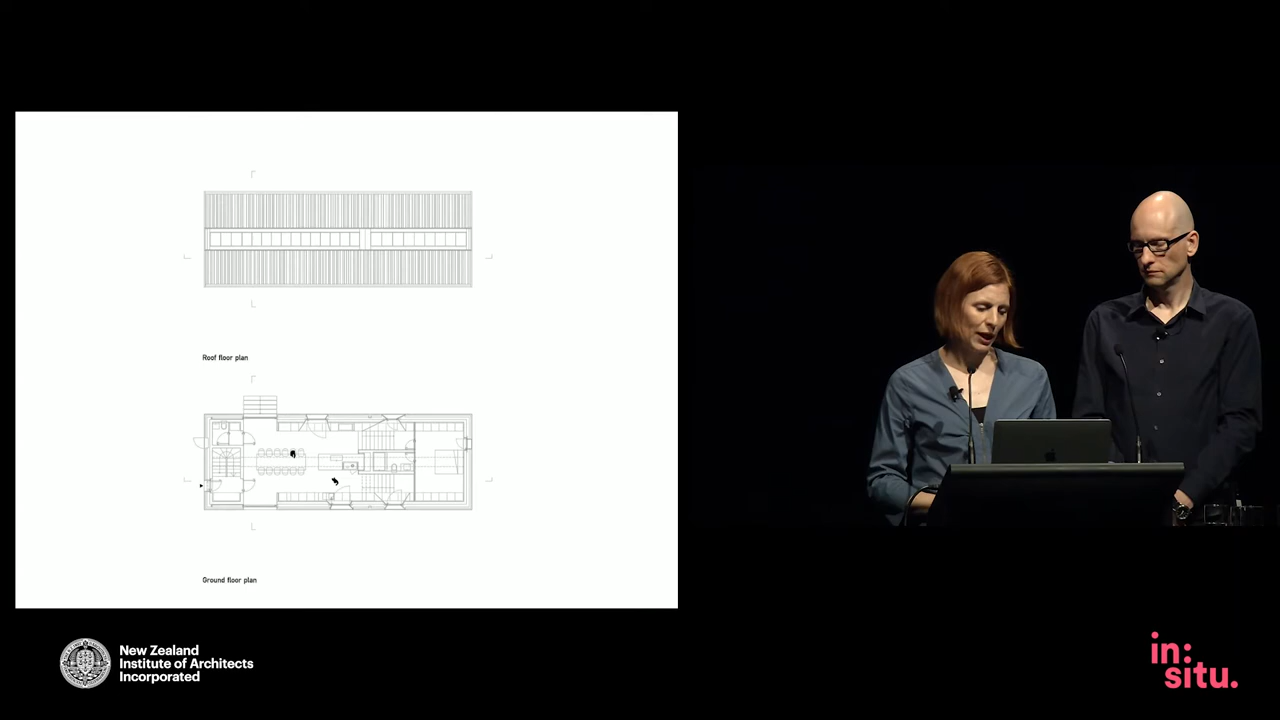 Roof floor plan
Ground floor plan
New Zealand
Institute of Architects
Incorporated
in:
situ.